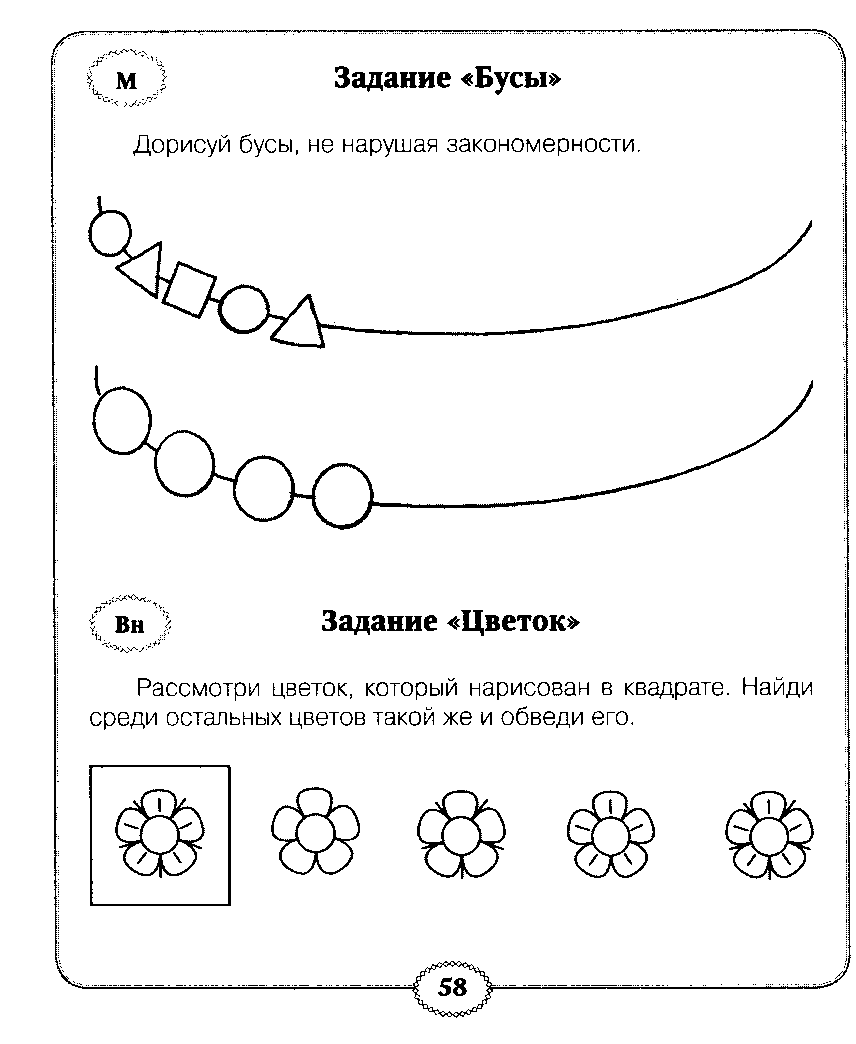 М
Задание «Бусы»
Дорисуй бусы, не нарушая закономерности.
Вн
Задание «Цветок»
Рассмотри цветок, который нарисован в квадрате. Найди
среди остальных цветов такой же и обведи его.
58